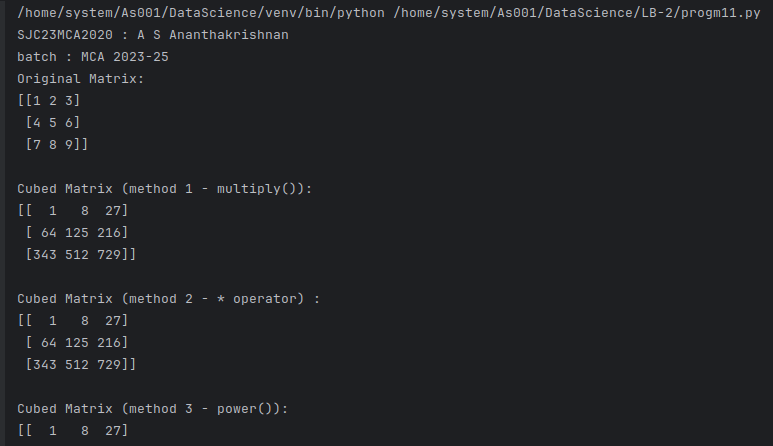 /home/system/As001/DataScience/venv/bin/python /home/system/As001/DataScience/LB-2/progm11.py
SJC23MCA2020 : A S Ananthakrishnan
batch : MCA 2023-25
Original Matrix:
[[1 2 3]
 [4 5 6]
 [7 8 9]]

Cubed Matrix (method 1 - multiply()):
[[  1   8  27]
 [ 64 125 216]
 [343 512 729]]

Cubed Matrix (method 2 - * operator) :
[[  1   8  27]
 [ 64 125 216]
 [343 512 729]]

Cubed Matrix (method 3 - power()):
[[  1   8  27]